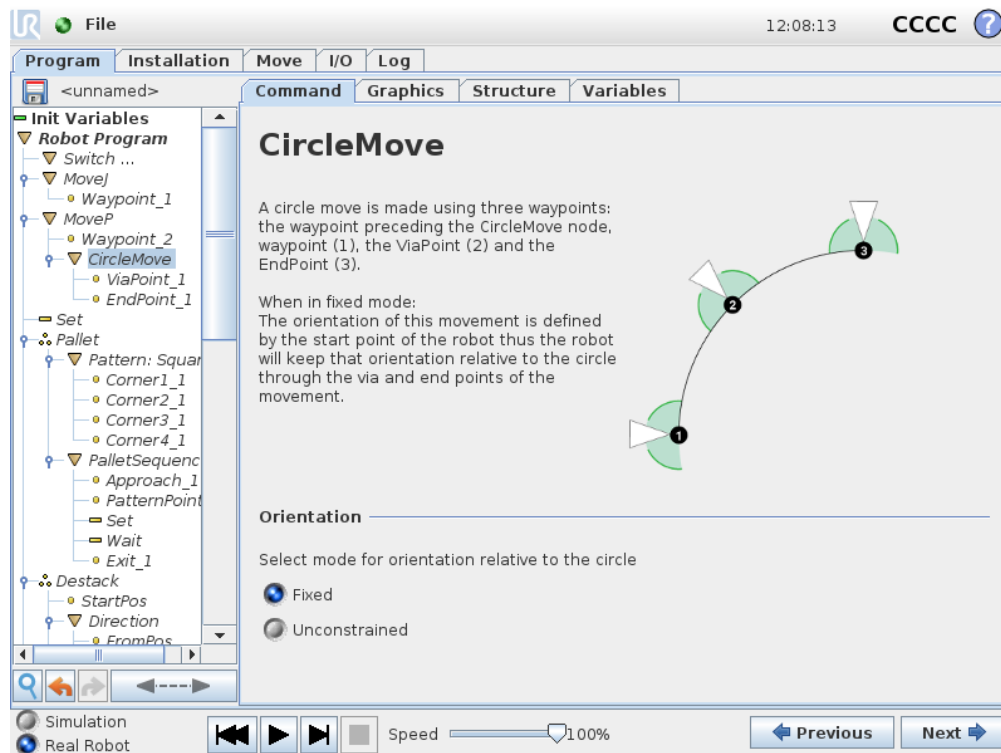 UR File 12:08:13 CCCC ?
Program Installation Move I/O Log
<unnamed> Command Graphics Structure Variables
Init Variables
Robot Program
Switch ...
MoveJ
Waypoint_1
MoveP
Waypoint_2
CircleMove
ViaPoint_1
EndPoint_1
Set
Pallet
Pattern: Squar
Corner1_1
Corner2_1
Corner3_1
Corner4_1
PalletSequenc
Approach_1
PatternPoint
Set
Wait
Exit_1
Destack
StartPos
Direction
FromPos
CircleMove
A circle move is made using three waypoints:
the waypoint preceding the CircleMove node,
waypoint (1), the ViaPoint (2) and the
EndPoint (3).
When in fixed mode:
The orientation of this movement is defined
by the start point of the robot thus the robot
will keep that orientation relative to the circle
through the via and end points of the
movement.
3
2
1
Orientation
Select mode for orientation relative to the circle
Fixed
Unconstrained
Simulation
Real Robot
Speed 100%
Previous Next